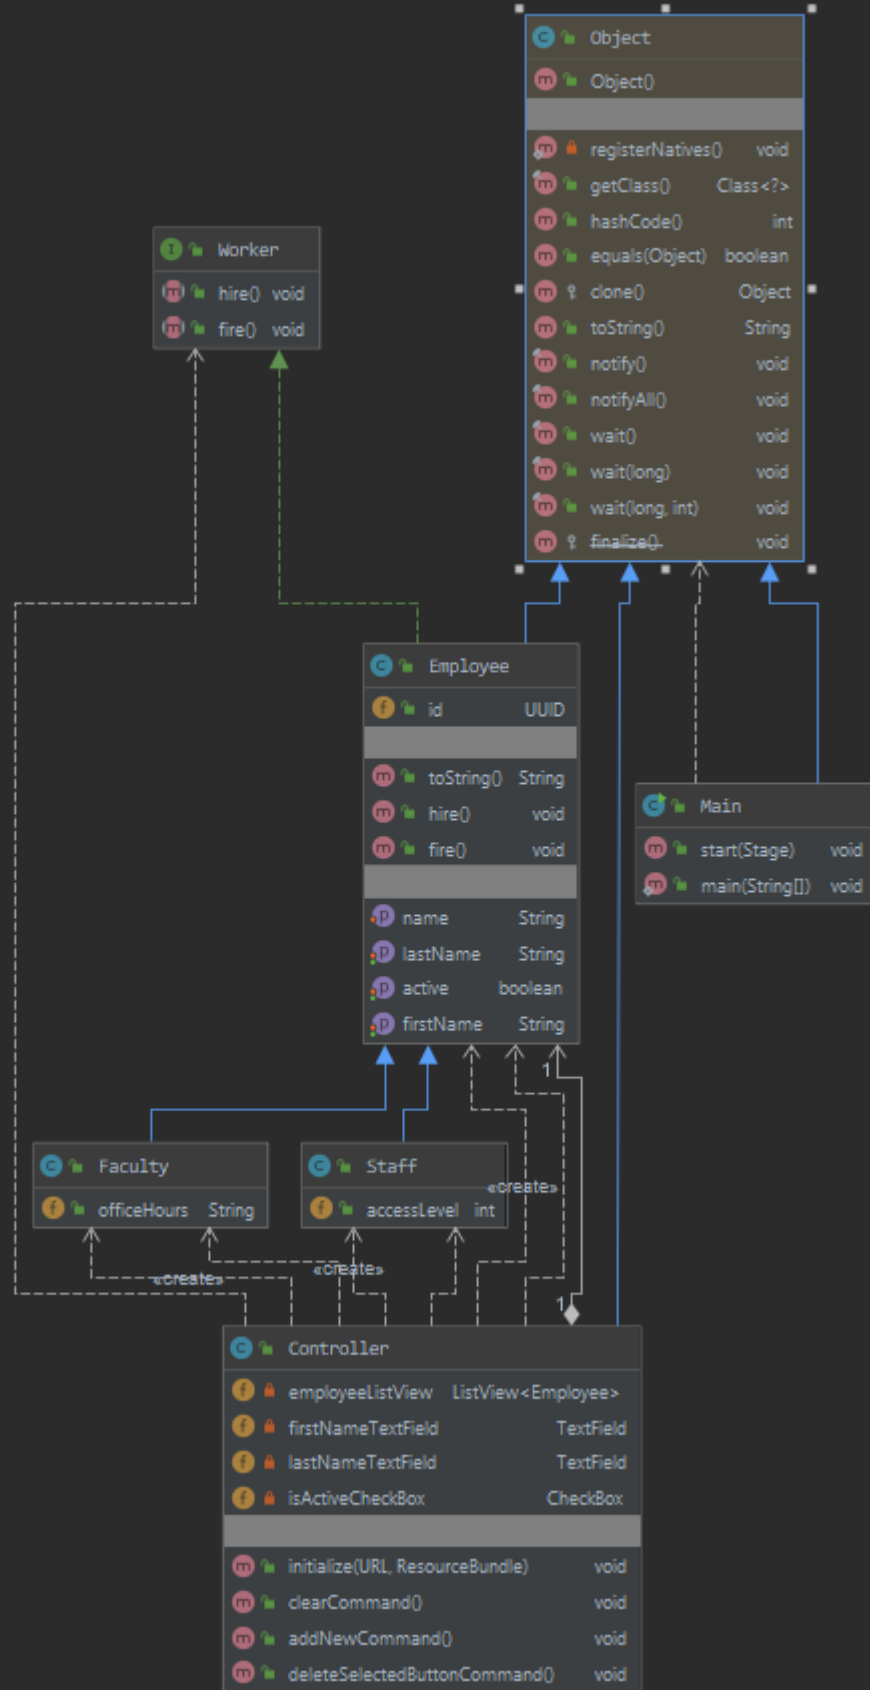 Object
Object()
registerNatives() void
getClass() Class<?>
hashCode() int
equals(Object) boolean
clone() Object
toString() String
notify() void
notifyAll() void
wait() void
wait(long) void
wait(long, int) void
finalize() void
Worker
hire() void
fire() void
Employee
id UUID
toString() String
hire() void
fire() void
name String
lastName String
active boolean
firstName String
Main
start(Stage) void
main(String[]) void
1
Faculty
officeHours String
Staff
accessLevel int
«create»
«create»
«create»
1
Controller
employeeListView ListView<Employee>
firstNameTextField TextField
lastNameTextField TextField
isActiveCheckBox CheckBox
initialize(URL, ResourceBundle) void
clearCommand() void
addNewCommand() void
deleteSelectedButtonCommand() void